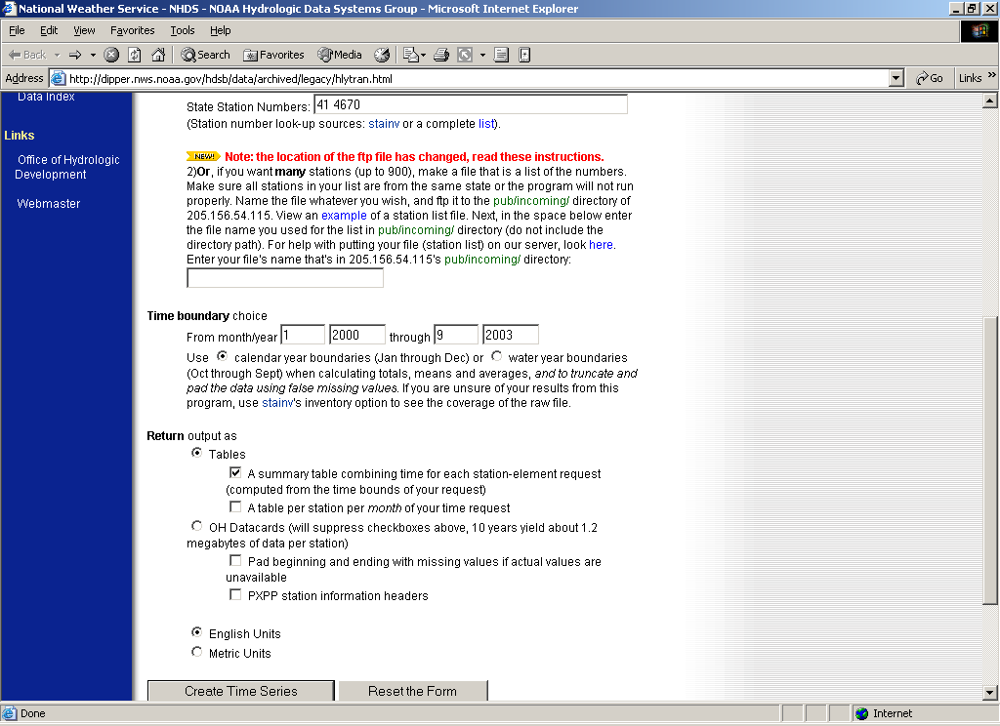 National Weather Service - NHDS - NOAA Hydrologic Data Systems Group - Microsoft Internet Explorer
File Edit View Favorites Tools Help
Back Search Favorites Media
Address http://dipper.nws.noaa.gov/hdsb/data/archived/legacy/hlytran.html Go Links »
Data Index
Links
Office of Hydrologic
Development
Webmaster
State Station Numbers: 41 4670
(Station number look-up sources: stainv or a complete list).
NEW! Note: the location of the ftp file has changed, read these instructions.
2)Or, if you want many stations (up to 900), make a file that is a list of the numbers.
Make sure all stations in your list are from the same state or the program will not run
properly. Name the file whatever you wish, and ftp it to the pub/incoming/ directory of
205.156.54.115. View an example of a station list file. Next, in the space below enter
the file name you used for the list in pub/incoming/ directory (do not include the
directory path). For help with putting your file (station list) on our server, look here.
Enter your file's name that's in 205.156.54.115's pub/incoming/ directory:
Time boundary choice
From month/year 1 2000 through 9 2003
Use calendar year boundaries (Jan through Dec) or water year boundaries
(Oct through Sept) when calculating totals, means and averages, and to truncate and
pad the data using false missing values. If you are unsure of your results from this
program, use stainv's inventory option to see the coverage of the raw file.
Return output as
Tables
A summary table combining time for each station-element request
(computed from the time bounds of your request)
A table per station per month of your time request
OH Datacards (will suppress checkboxes above, 10 years yield about 1.2
megabytes of data per station)
Pad beginning and ending with missing values if actual values are
unavailable
PXPP station information headers
English Units
Metric Units
Create Time Series Reset the Form
Done Internet